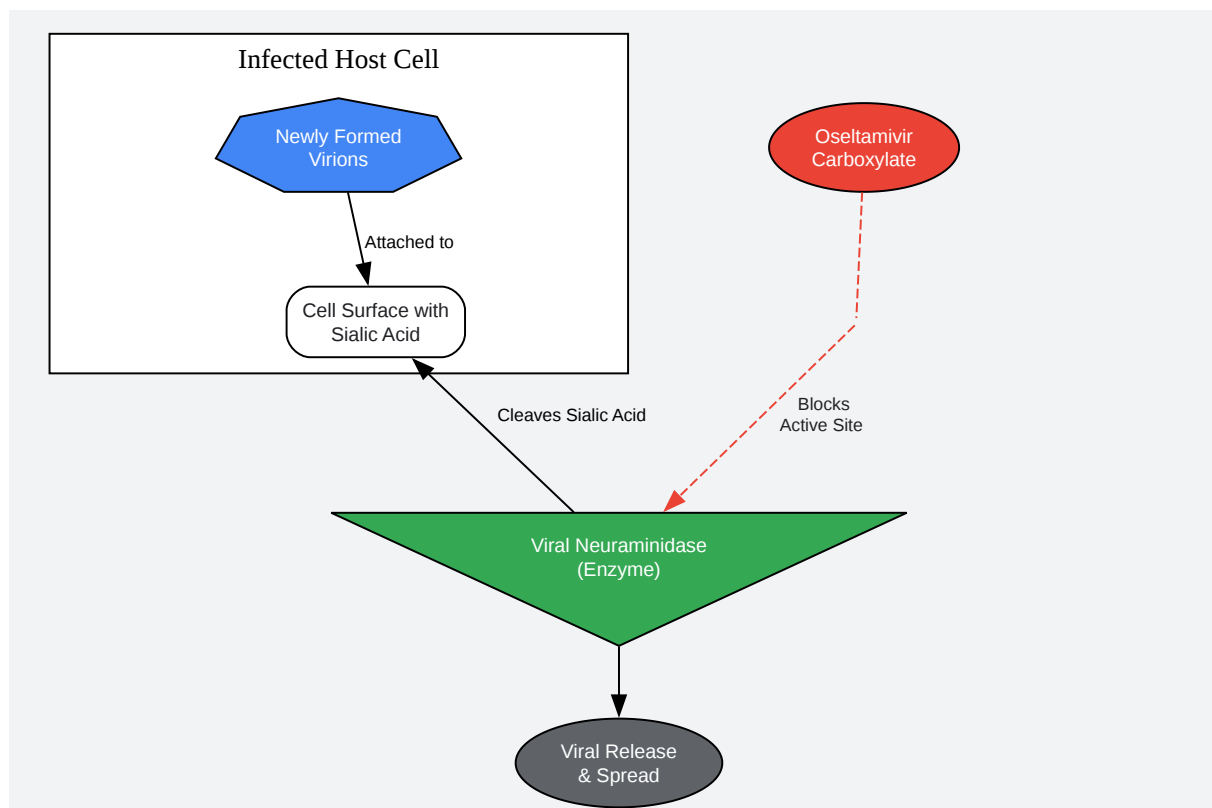 Infected Host Cell
Newly Formed
Virions
Oseltamivir
Carboxylate
Attached to
Cell Surface with
Sialic Acid
Cleaves Sialic Acid
Blocks
Active Site
Viral Neuraminidase
(Enzyme)
Viral Release
& Spread